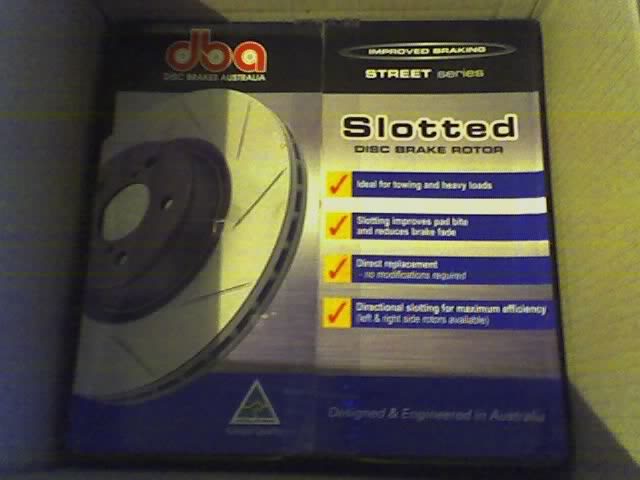 dba
DISC BRAKES AUSTRALIA
IMPROVED BRAKING
STREET series
Slotted
DISC BRAKE ROTOR
Ideal for towing and heavy loads
Slotting improves pad bite
and reduces brake fade
Direct replacement
- no modifications required
Directional slotting for maximum efficiency
(left & right side rotors available)
Designed & Engineered in Australia